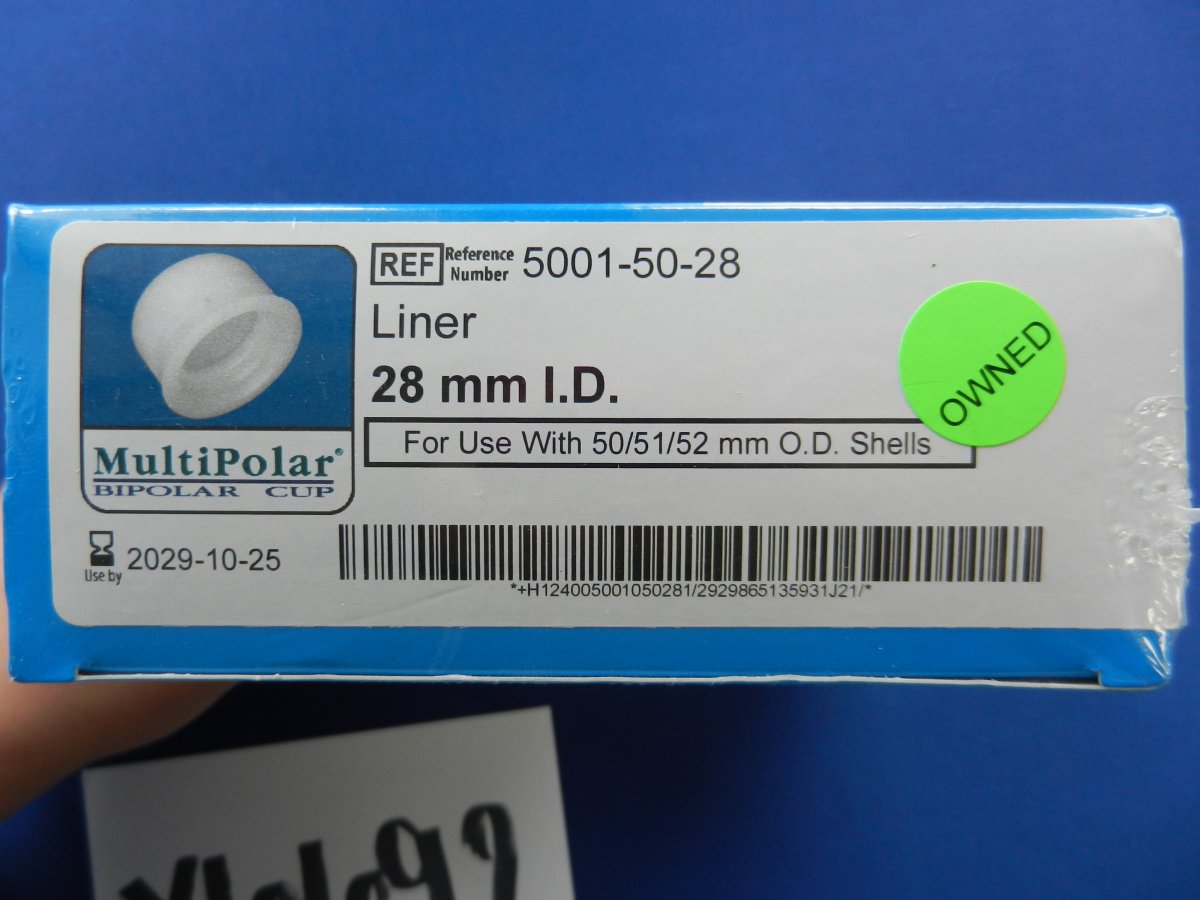 REF Reference Number 5001-50-28
Liner
28 mm I.D.
For Use With 50/51/52 mm O.D. Shells
OWNED
MultiPolar®
BIPOLAR CUP
Use by 2029-10-25
*+H124005001050281/2929865135931J21/*